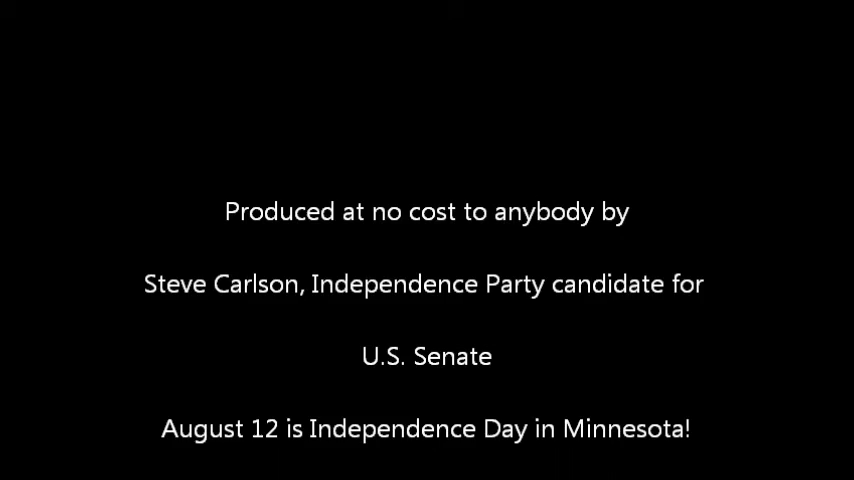 Produced at no cost to anybody by
Steve Carlson, Independence Party candidate for
U.S. Senate
August 12 is Independence Day in Minnesota!